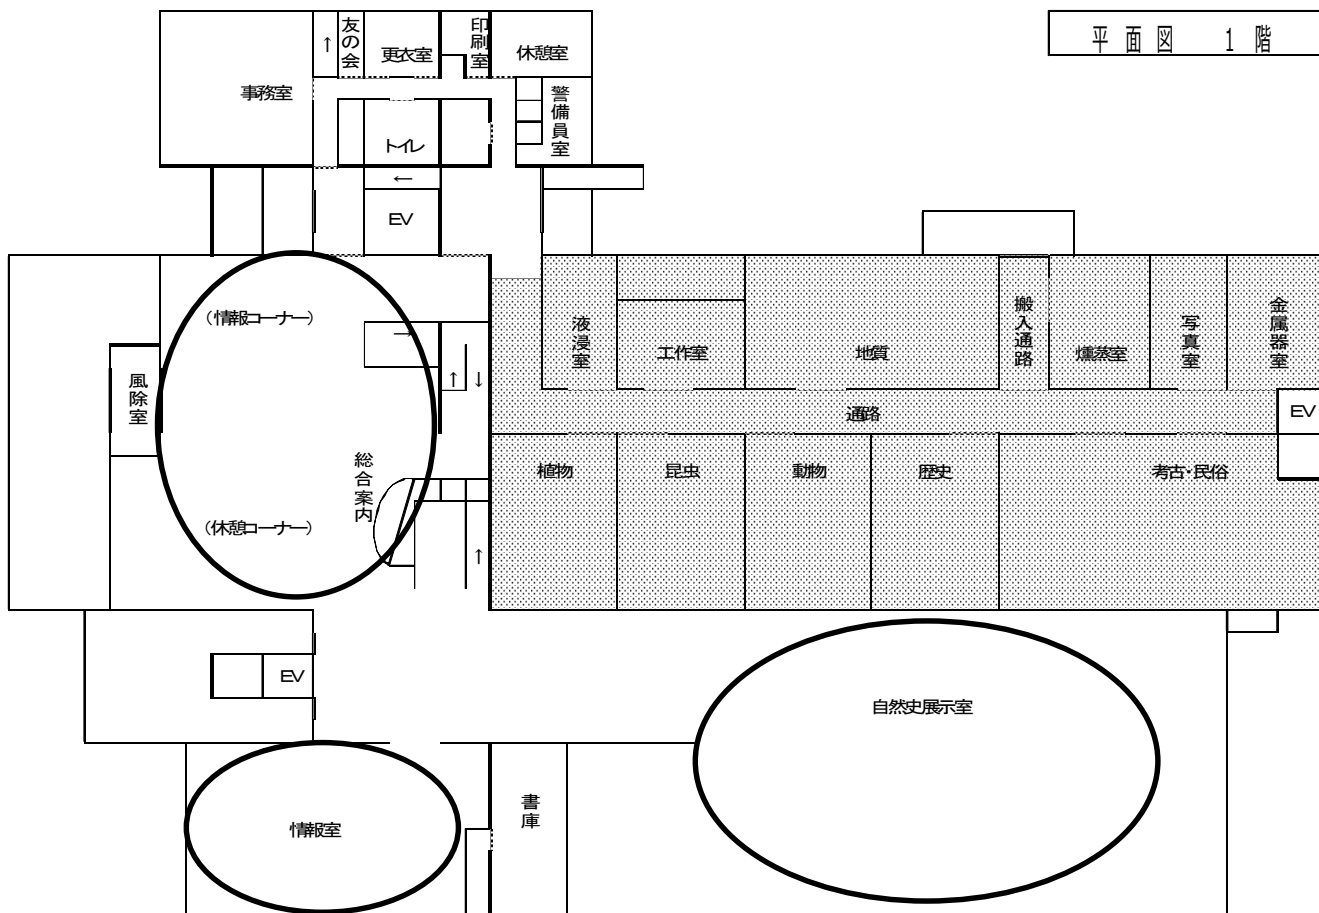 平面図 1階
↑
友の会
更衣室
印刷室
休憩室
事務室
警備員室
トイレ
←
EV
(情報コーナー)
→
風除室
↑
↓
液浸室
工作室
地質
搬入通路
燻蒸室
写真室
金属器室
通路
EV
総合案内
植物
昆虫
動物
歴史
考古・民俗
(休憩コーナー)
↑
EV
自然史展示室
情報室
書庫